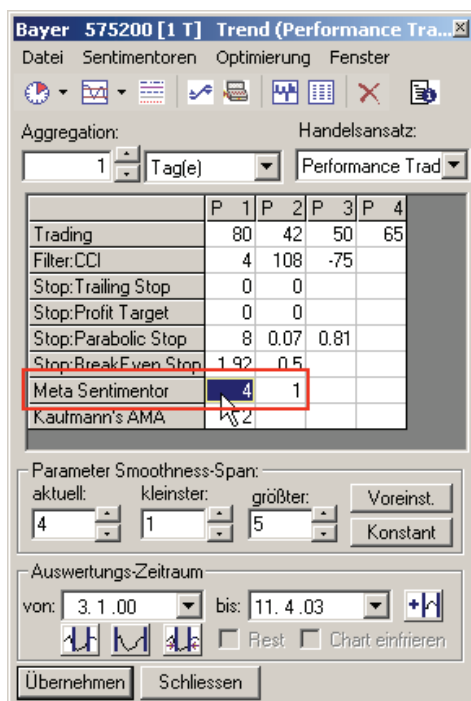 Bayer 575200 [1 T] Trend (Performance Tra...
Datei Sentimentoren Optimierung Fenster
Aggregation: Handelsansatz:
1 Tag(e) Performance Trad
P 1 P 2 P 3 P 4
Trading 80 42 50 65
Filter:CCI 4 108 -75
Stop:Trailing Stop 0 0
Stop:Profit Target 0 0
Stop:Parabolic Stop 8 0.07 0.81
Stop:BreakEven Stop 1.92 0.5
Meta Sentimentor 4 1
Kaufmann's AMA 2
Parameter Smoothness-Span:
aktuell: kleinster: größter: Voreinst.
4 1 5 Konstant
Auswertungs-Zeitraum
von: 3. 1 .00 bis: 11. 4 .03
Rest Chart einfrieren
Übernehmen Schliessen